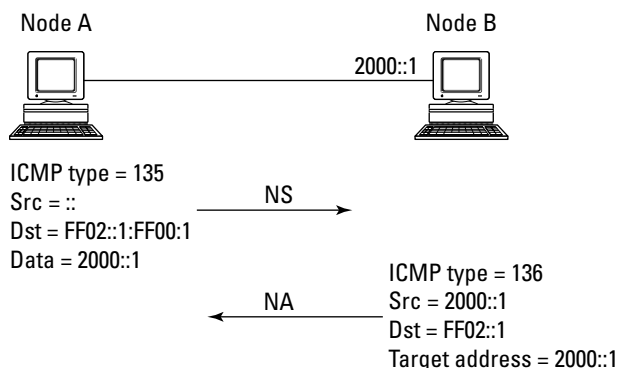 Node A
Node B
2000::1
ICMP type = 135
Src = ::
Dst = FF02::1:FF00:1
Data = 2000::1
NS
ICMP type = 136
Src = 2000::1
Dst = FF02::1
Target address = 2000::1
NA